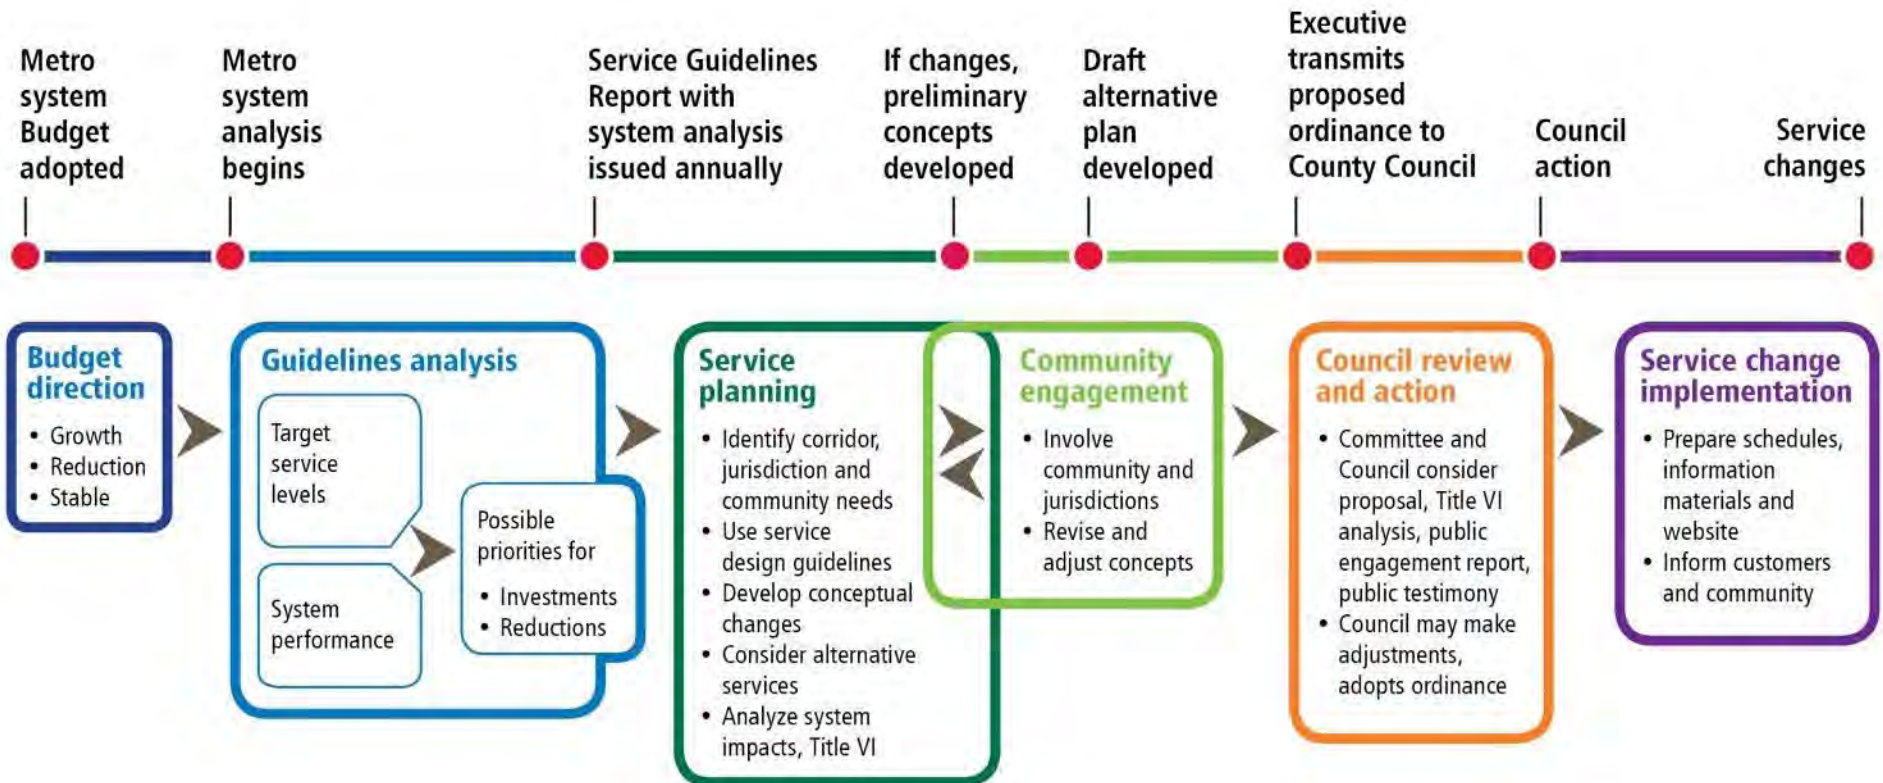 Metro
system
Budget
adopted
Metro
system
analysis
begins
Service Guidelines
Report with
system analysis
issued annually
If changes,
preliminary
concepts
developed
Draft
alternative
plan
developed
Executive
transmits
proposed
ordinance to
County Council
Council
action
Service
changes
Budget
direction
• Growth
• Reduction
• Stable
Guidelines analysis
Target
service
levels
System
performance
Possible
priorities for
• Investments
• Reductions
Service
planning
• Identify corridor,
jurisdiction and
community needs
• Use service
design guidelines
• Develop conceptual
changes
• Consider alternative
services
• Analyze system
impacts, Title VI
Community
engagement
• Involve
community and
jurisdictions
• Revise and
adjust concepts
Council review
and action
• Committee and
Council consider
proposal, Title VI
analysis, public
engagement report,
public testimony
• Council may make
adjustments,
adopts ordinance
Service change
implementation
• Prepare schedules,
information
materials and
website
• Inform customers
and community